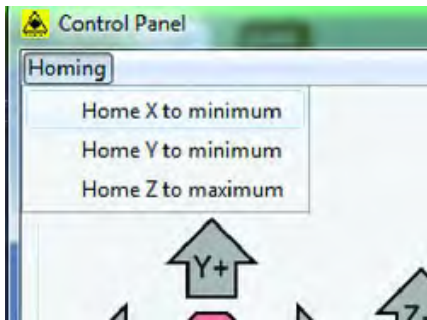 Control Panel
Homing
Home X to minimum
Home Y to minimum
Home Z to maximum
Y+
Z+